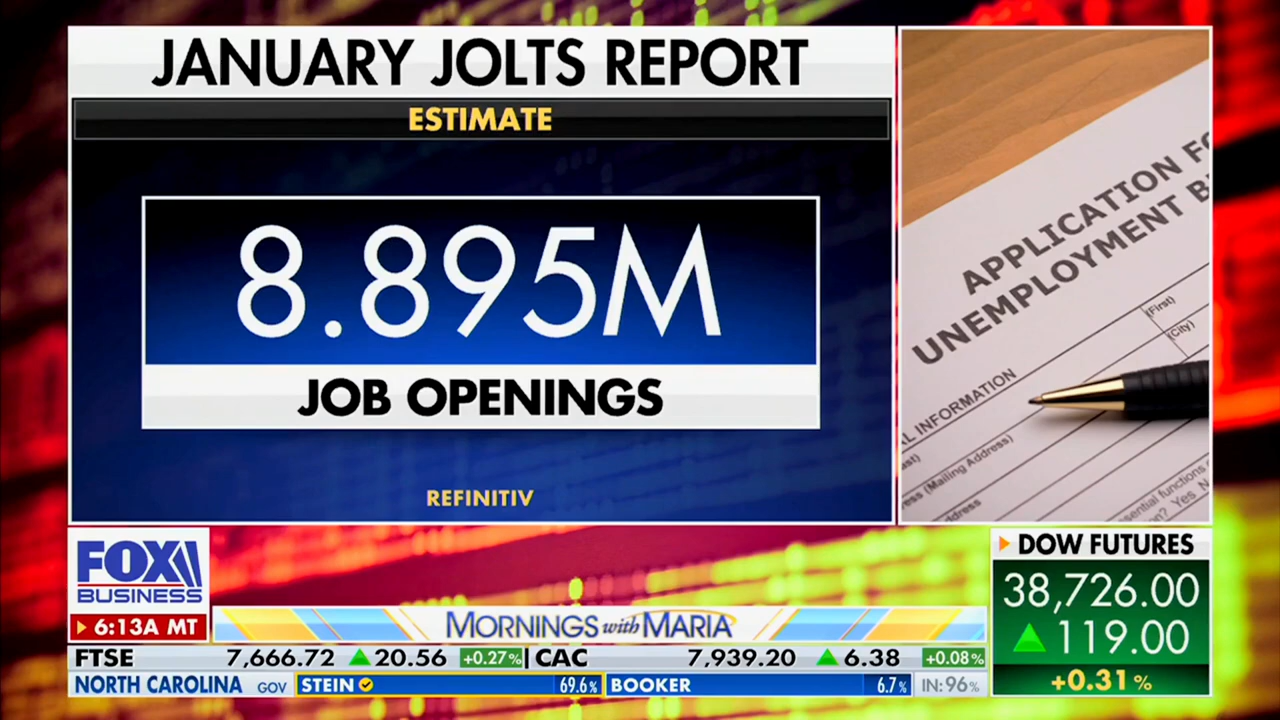 JANUARY JOLTS REPORT
ESTIMATE
8.895M
JOB OPENINGS
REFINITIV
APPLICATION
UNEMPLOYMENT
(First)
(City)
INFORMATION
(Mailing Address)
Yes
FOX
BUSINESS
6:13A MT
MORNINGS with MARIA
DOW FUTURES
38,726.00
119.00
+0.31%
FTSE 7,666.72 20.56 +0.27% CAC 7,939.20 6.38 +0.08%
NORTH CAROLINA GOV STEIN 69.6% BOOKER 6.7% IN:96%